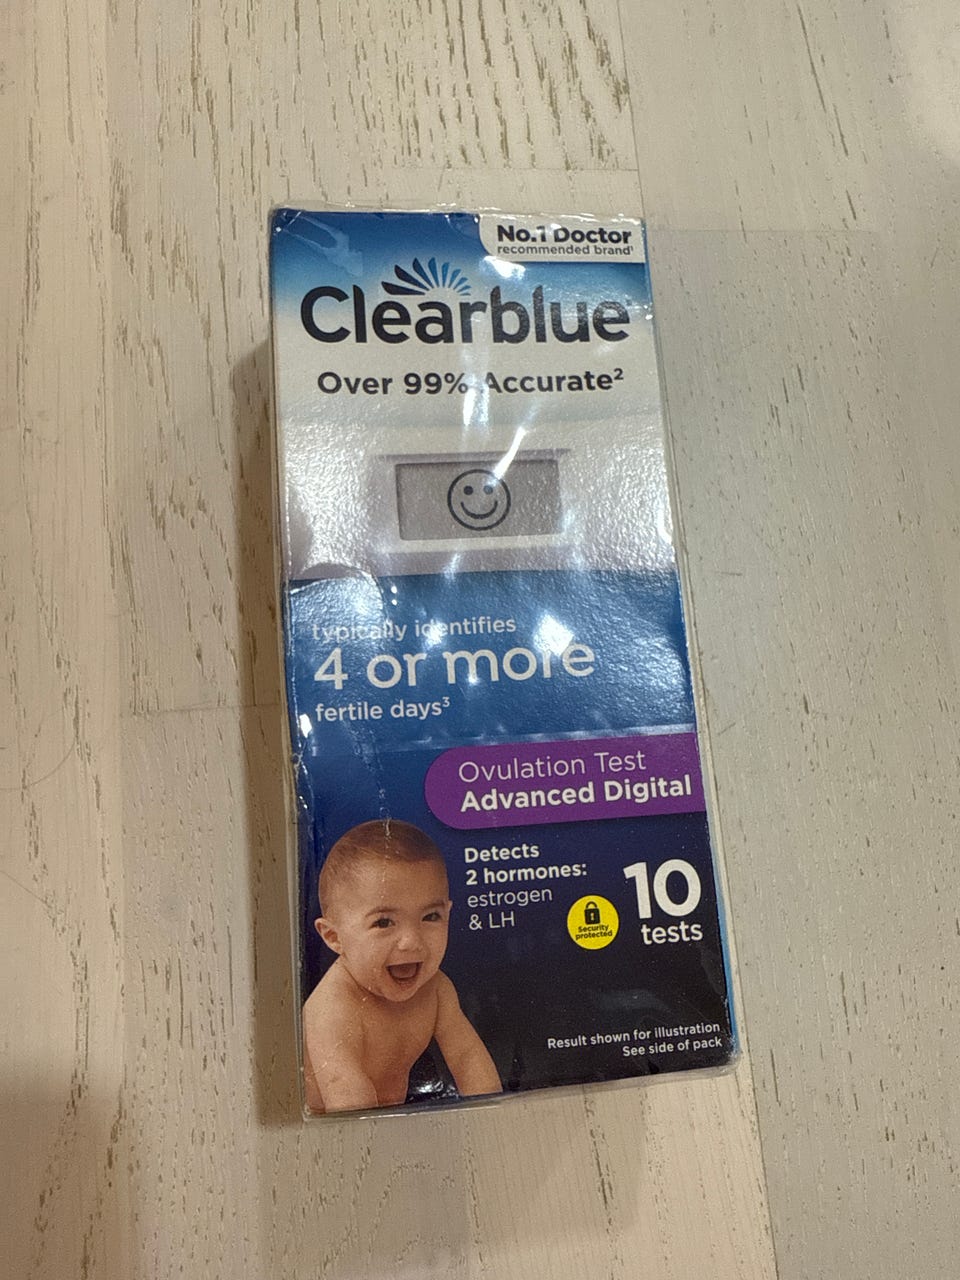 No.1 Doctor
recommended brand¹
Clearblue
Over 99% Accurate²
typically identifies
4 or more
fertile days³
Ovulation Test
Advanced Digital
Detects
2 hormones:
estrogen
& LH
Security
protected
10
tests
Result shown for illustration
See side of pack